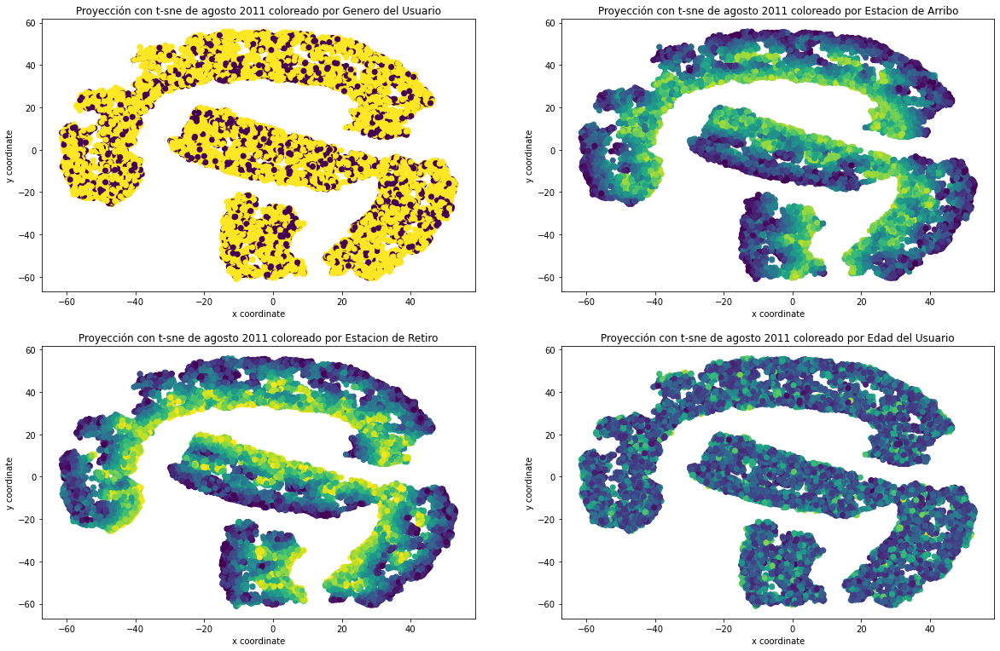 Proyección con t-sne de agosto 2011 coloreado por Genero del Usuario
60
40
20
0
−20
−40
−60
y coordinate
−60 −40 −20 0 20 40
x coordinate
Proyección con t-sne de agosto 2011 coloreado por Estacion de Arribo
60
40
20
0
−20
−40
−60
y coordinate
−60 −40 −20 0 20 40
x coordinate
Proyección con t-sne de agosto 2011 coloreado por Estacion de Retiro
60
40
20
0
−20
−40
−60
y coordinate
−60 −40 −20 0 20 40
x coordinate
Proyección con t-sne de agosto 2011 coloreado por Edad del Usuario
60
40
20
0
−20
−40
−60
y coordinate
−60 −40 −20 0 20 40
x coordinate